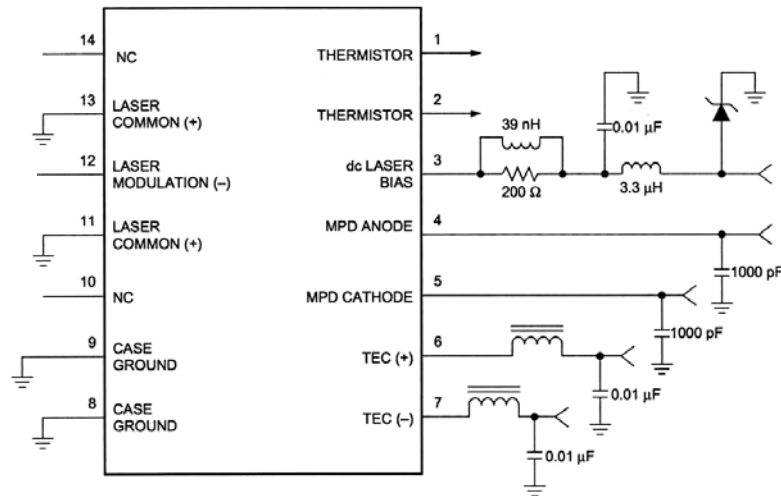 14
NC
THERMISTOR
1
13
LASER
COMMON (+)
THERMISTOR
2
39 nH
0.01 µF
12
LASER
MODULATION (–)
dc LASER
BIAS
3
200 Ω
3.3 µH
11
LASER
COMMON (+)
MPD ANODE
4
1000 pF
10
NC
MPD CATHODE
5
1000 pF
9
CASE
GROUND
TEC (+)
6
0.01 µF
8
CASE
GROUND
TEC (–)
7
0.01 µF